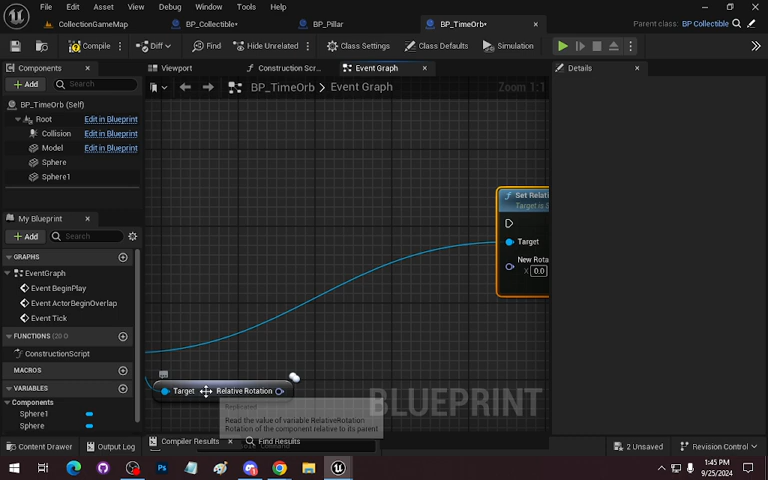 File Edit Asset View Debug Window Tools Help
CollectionGameMap BP_Collectible* BP_Pillar BP_TimeOrb* Parent class: BP Collectible
Compile Diff Find Hide Unrelated Class Settings Class Defaults Simulation
Components Viewport Construction Scr... Event Graph Details
+ Add Search
BP_TimeOrb > Event Graph Zoom 1:1
BP_TimeOrb (Self)
Root Edit in Blueprint
Collision Edit in Blueprint
Model Edit in Blueprint
Sphere
Sphere1
Set Relati
Target is S
Target
New Rota
X 0.0
My Blueprint
+ Add Search
GRAPHS
EventGraph
Event BeginPlay
Event ActorBeginOverlap
Event Tick
FUNCTIONS (20 O
ConstructionScript
MACROS
VARIABLES
Components
Sphere1
Sphere
Target Relative Rotation
Replicated
Read the value of variable RelativeRotation
Rotation of the component relative to its parent
BLUEPRINT
Compiler Results Find Results
Content Drawer Output Log 2 Unsaved Revision Control
1:45 PM
9/25/2024